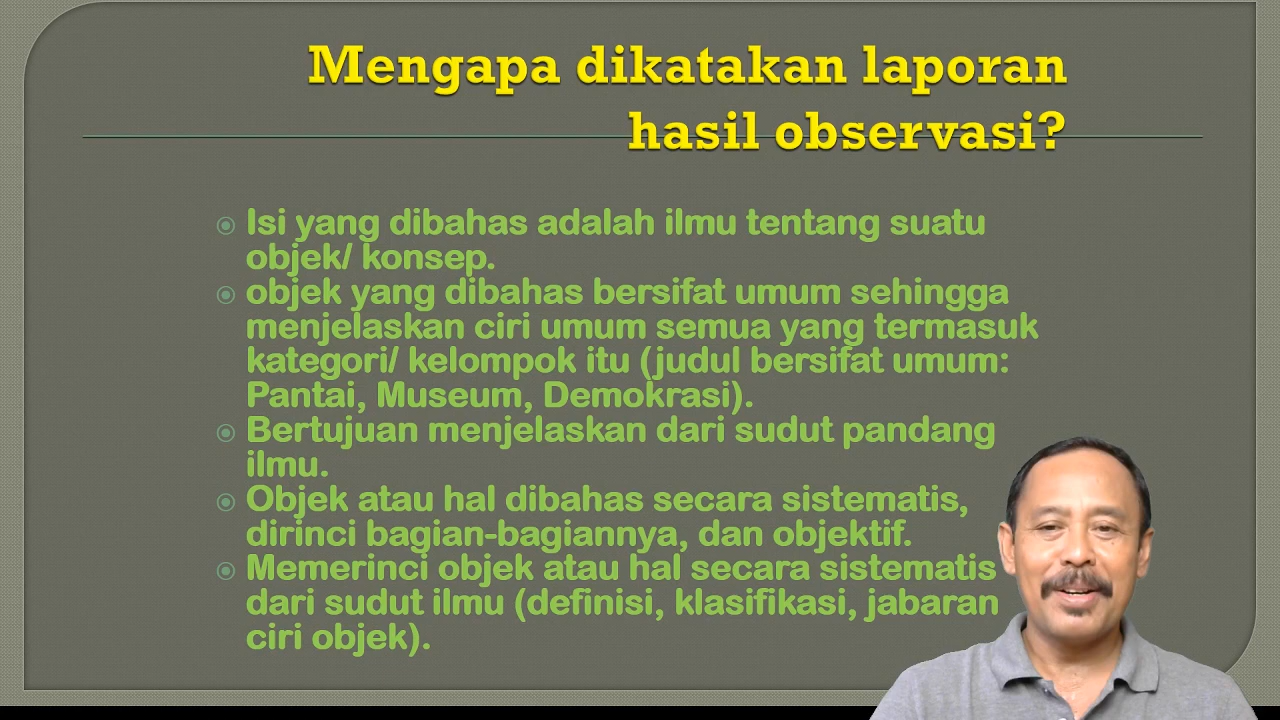 Mengapa dikatakan laporan
hasil observasi?
Isi yang dibahas adalah ilmu tentang suatu
objek/ konsep.
objek yang dibahas bersifat umum sehingga
menjelaskan ciri umum semua yang termasuk
kategori/ kelompok itu (judul bersifat umum:
Pantai, Museum, Demokrasi).
Bertujuan menjelaskan dari sudut pandang
ilmu.
Objek atau hal dibahas secara sistematis,
dirinci bagian-bagiannya, dan objektif.
Memerinci objek atau hal secara sistematis
dari sudut ilmu (definisi, klasifikasi, jabaran
ciri objek).